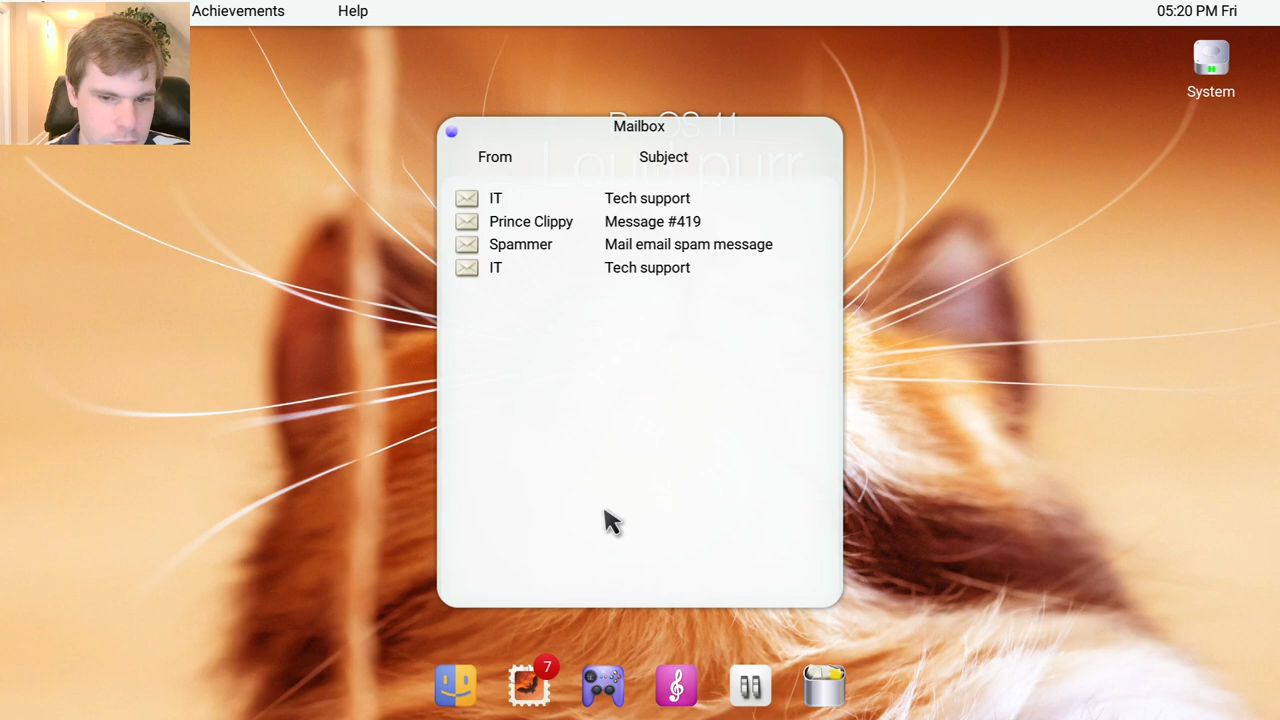 Achievements Help 05:20 PM Fri
System
Mailbox
From Subject
IT Tech support
Prince Clippy Message #419
Spammer Mail email spam message
IT Tech support
7